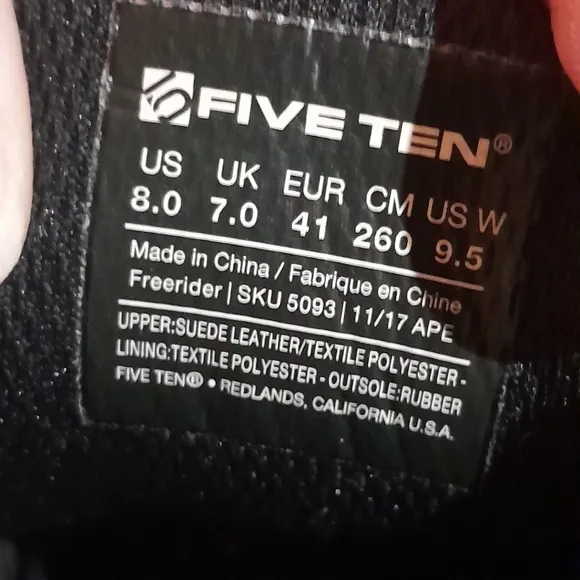 FIVE TEN®
US UK EUR CM US W
8.0 7.0 41 260 9.5
Made in China / Fabrique en Chine
Freerider | SKU 5093 | 11/17 APE
UPPER:SUEDE LEATHER/TEXTILE POLYESTER -
LINING:TEXTILE POLYESTER - OUTSOLE:RUBBER
FIVE TEN® • REDLANDS, CALIFORNIA U.S.A.